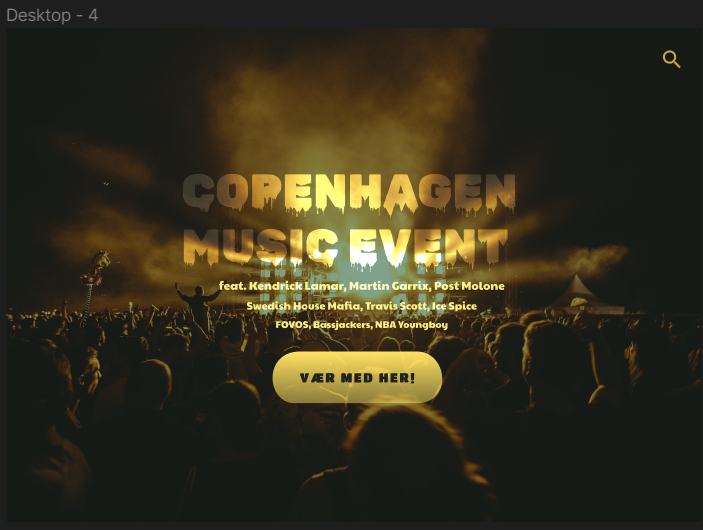 Desktop - 4
COPENHAGEN
MUSIC EVENT
feat. Kendrick Lamar, Martin Garrix, Post Molone
Swedish House Mafia, Travis Scott, Ice Spice
FOVOS, Bassjackers, NBA Youngboy
VÆR MED HER!